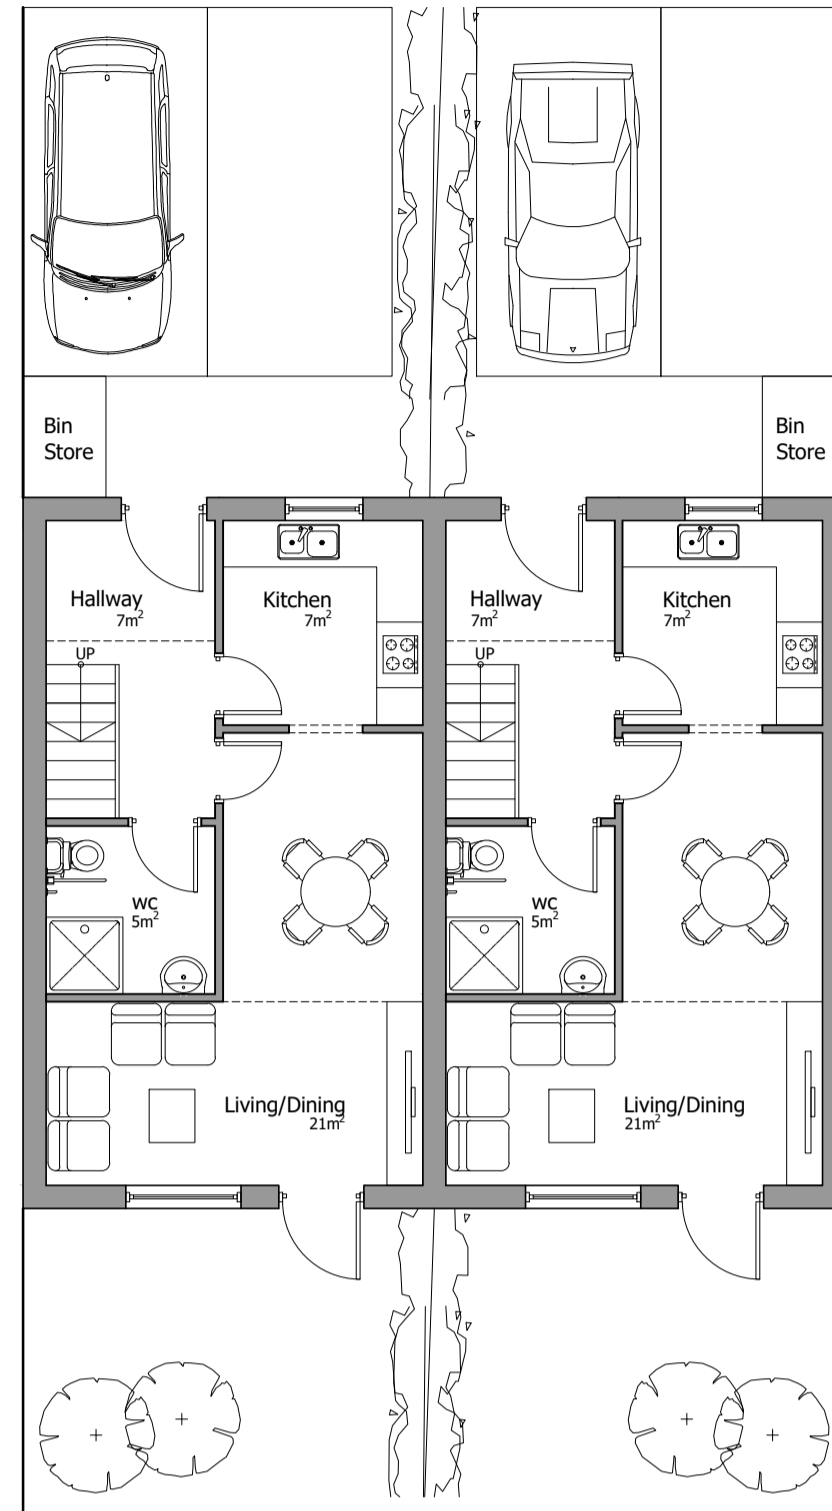 Bin
Store
Bin
Store
Hallway
7m²
Kitchen
7m²
Hallway
7m²
Kitchen
7m²
UP
UP
wc
5m²
wc
5m²
Living/Dining
21m²
Living/Dining
21m²